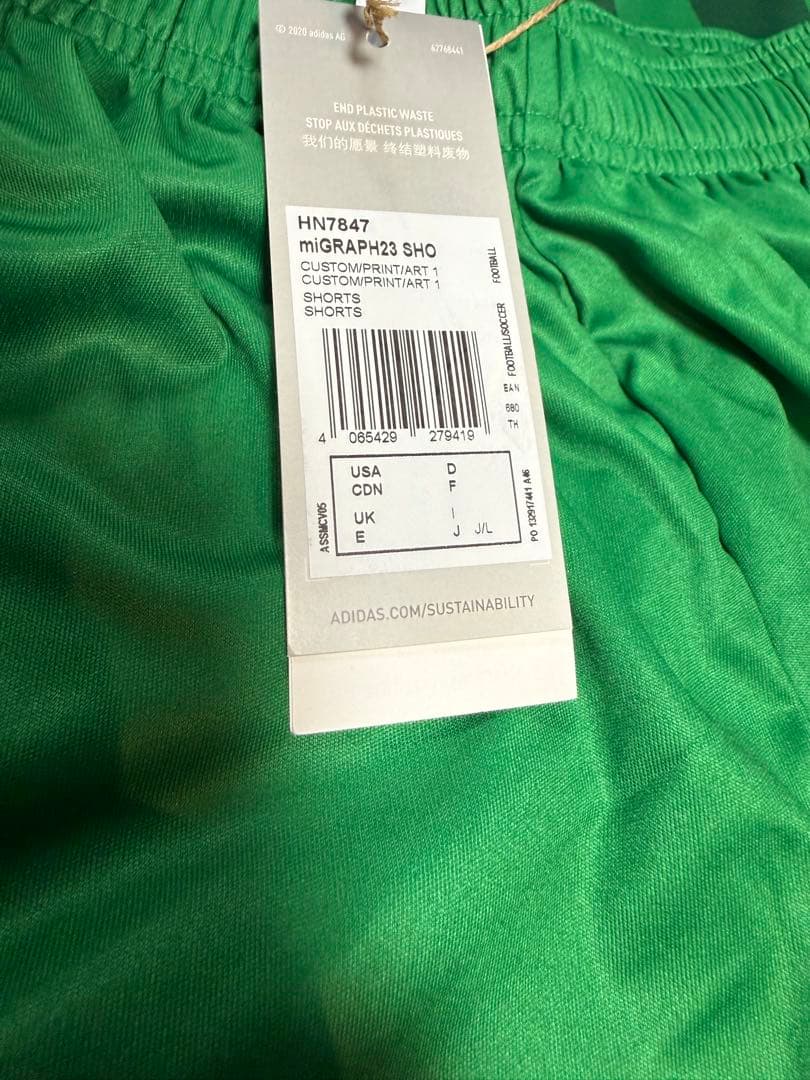 © 2020 adidas AG
67768441
END PLASTIC WASTE
STOP AUX DÉCHETS PLASTIQUES
我们的愿景 终结塑料废物
HN7847
miGRAPH23 SHO
CUSTOM/PRINT/ART 1
CUSTOM/PRINT/ART 1
SHORTS
SHORTS
FOOTBALL
FOOTBALL/SOCCER
EAN
680
TH
4 065429 279419
USA D
CDN F
UK I
E J J/L
ASSMCV05
PO 132917441 A46
ADIDAS.COM/SUSTAINABILITY